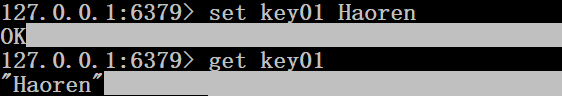 127.0.0.1:6379> set key01 Haoren
OK
127.0.0.1:6379> get key01
"Haoren"